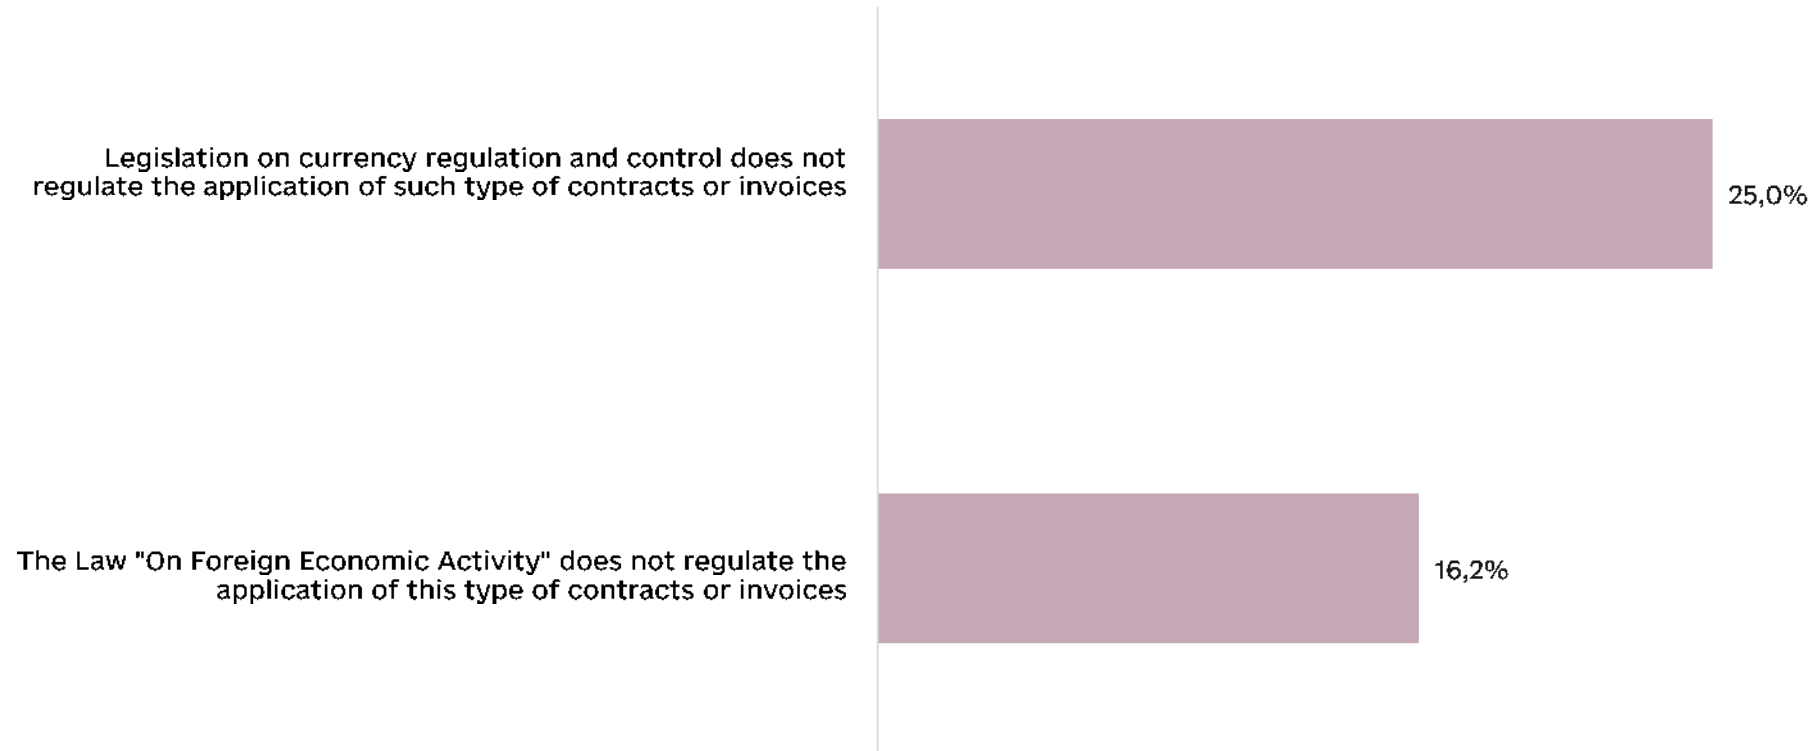 Legislation on currency regulation and control does not
regulate the application of such type of contracts or invoices
25,0%
The Law "On Foreign Economic Activity" does not regulate the
application of this type of contracts or invoices
16,2%